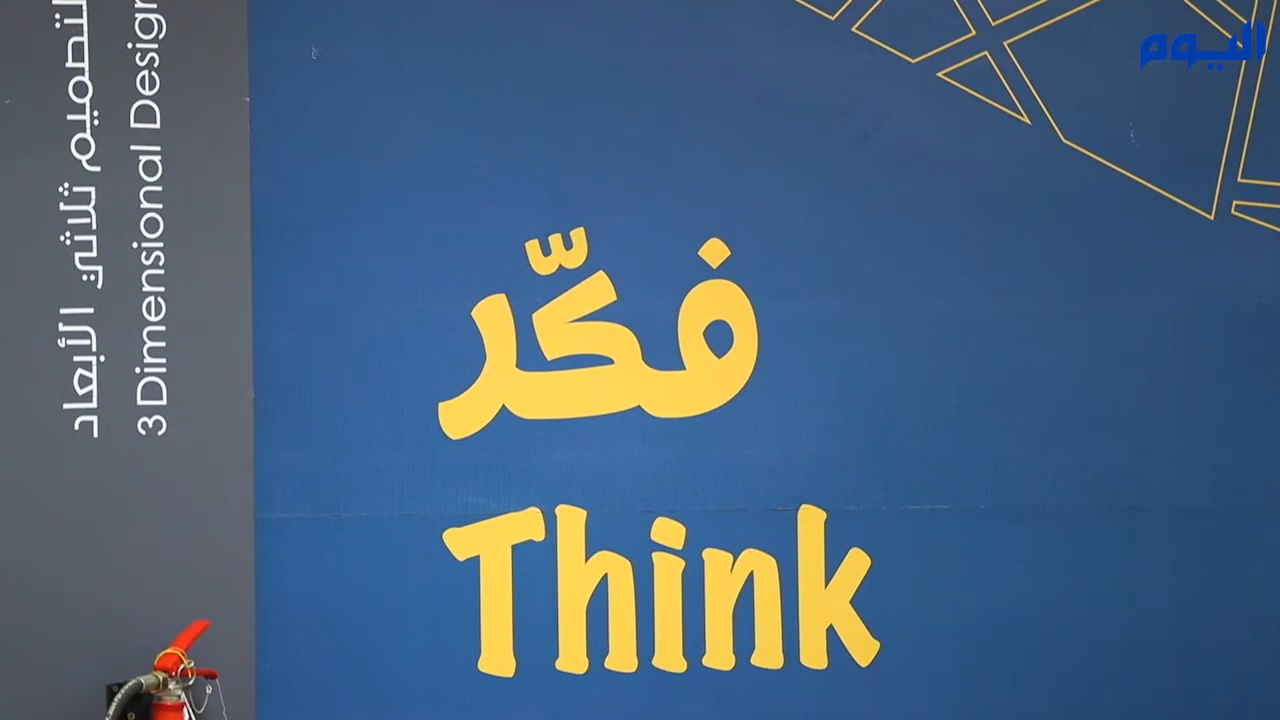 التصميم ثلاثي الأبعاد
3 Dimensional Design
اليوم
فكّر
Think